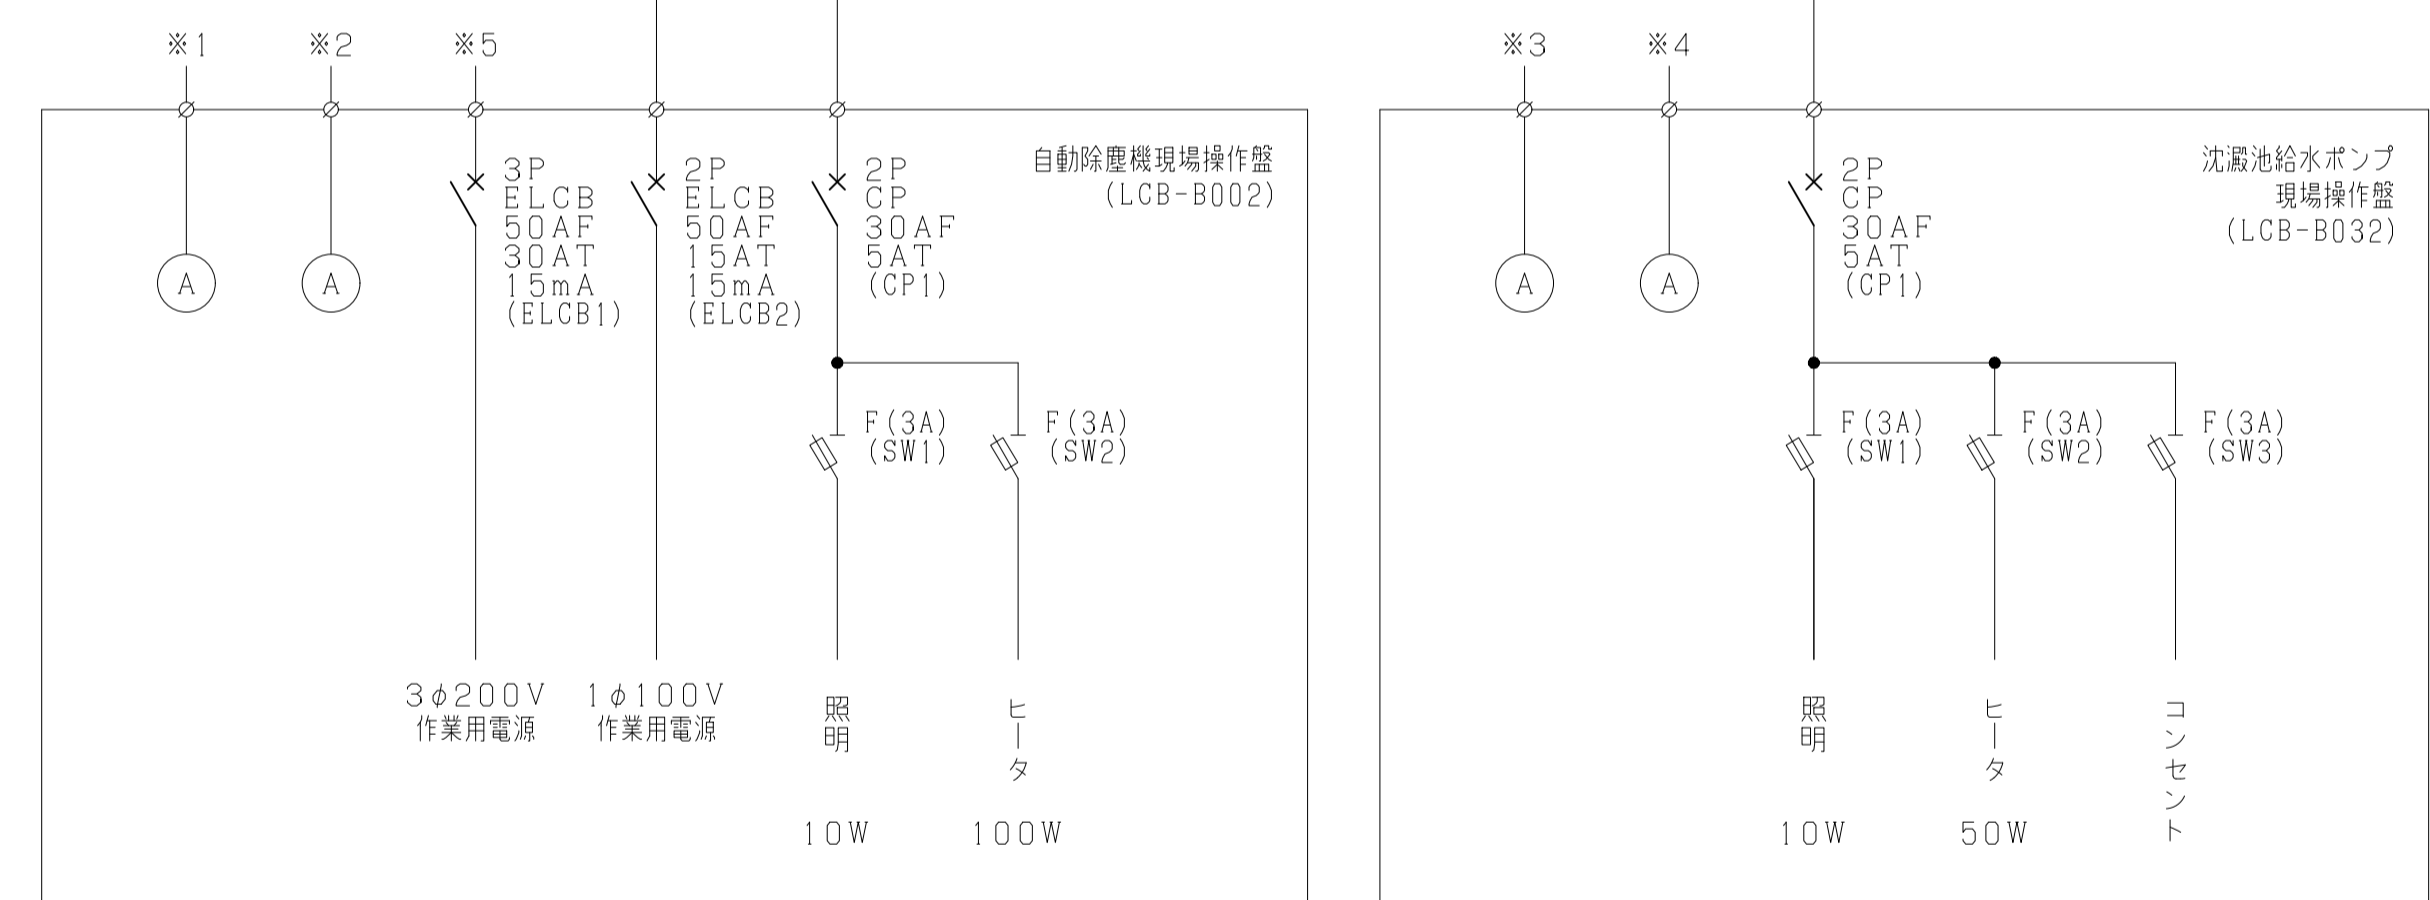 ※1
※2
※5
3P
ELCB
50AF
30AT
15mA
(ELCB1)
2P
ELCB
50AF
15AT
15mA
(ELCB2)
2P
CP
30AF
5AT
(CP1)
自動除塵機現場操作盤
(LCB-B002)
A
A
F(3A)
(SW1)
F(3A)
(SW2)
3φ200V
作業用電源
1φ100V
作業用電源
照明
10W
ヒータ
100W
※3
※4
2P
CP
30AF
5AT
(CP1)
沈澱池給水ポンプ
現場操作盤
(LCB-B032)
A
A
F(3A)
(SW1)
F(3A)
(SW2)
F(3A)
(SW3)
照明
10W
ヒータ
50W
コンセント